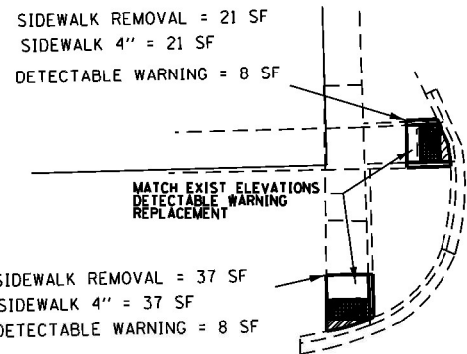 SIDEWALK REMOVAL = 21 SF
SIDEWALK 4" = 21 SF
DETECTABLE WARNING = 8 SF
MATCH EXIST ELEVATIONS
DETECTABLE WARNING
REPLACEMENT
SIDEWALK REMOVAL = 37 SF
SIDEWALK 4" = 37 SF
DETECTABLE WARNING = 8 SF